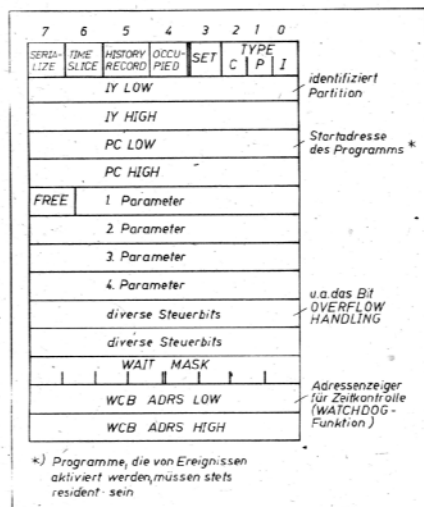 7 6 5 4 3 2 1 0
SERIA- TIME HISTORY OCCU- SET TYPE
LIZE SLICE RECORD PIED C P I
IY LOW
identifiziert
Partition
IY HIGH
PC LOW
Startadresse
des Programms *
PC HIGH
FREE 1. Parameter
2. Parameter
3. Parameter
4. Parameter
diverse Steuerbits
u.a. das Bit
OVERFLOW
HANDLING
diverse Steuerbits
WAIT MASK
WCB ADRS LOW
Adressenzeiger
für Zeitkontrolle
(WATCHDOG-
Funktion)
WCB ADRS HIGH
*) Programme, die von Ereignissen
aktiviert werden, müssen stets
resident sein